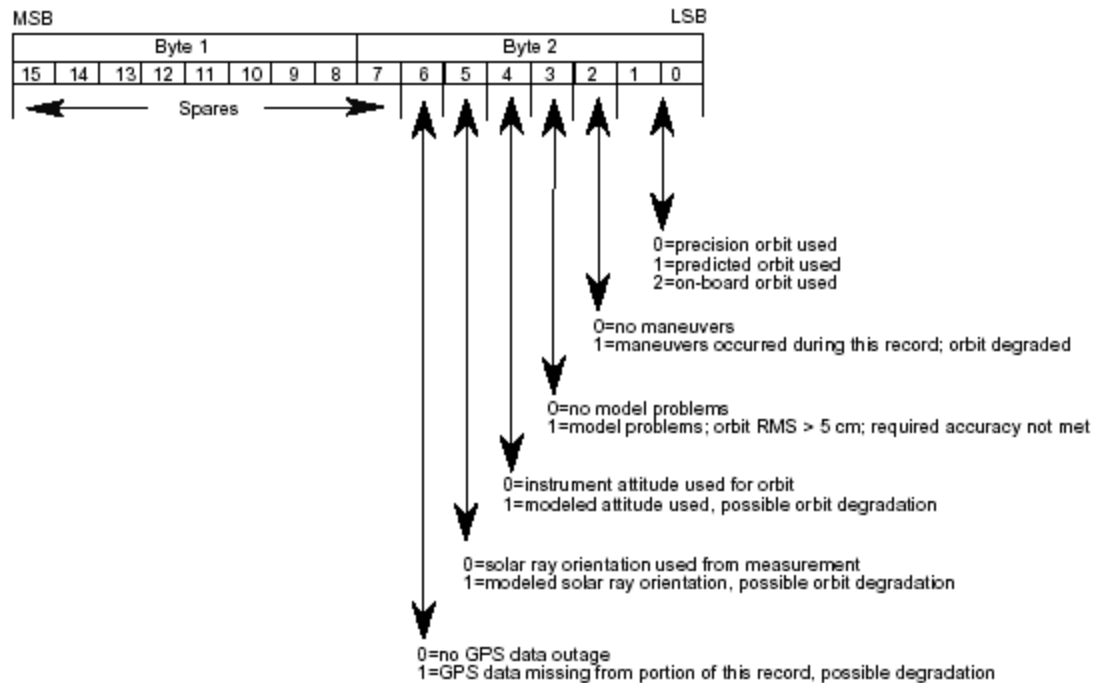 MSB LSB
Byte 1 Byte 2
15 14 13 12 11 10 9 8 7 6 5 4 3 2 1 0
Spares
0=precision orbit used
1=predicted orbit used
2=on-board orbit used
0=no maneuvers
1=maneuvers occurred during this record; orbit degraded
0=no model problems
1=model problems; orbit RMS > 5 cm; required accuracy not met
0=instrument attitude used for orbit
1=modeled attitude used, possible orbit degradation
0=solar ray orientation used from measurement
1=modeled solar ray orientation, possible orbit degradation
0=no GPS data outage
1=GPS data missing from portion of this record, possible degradation